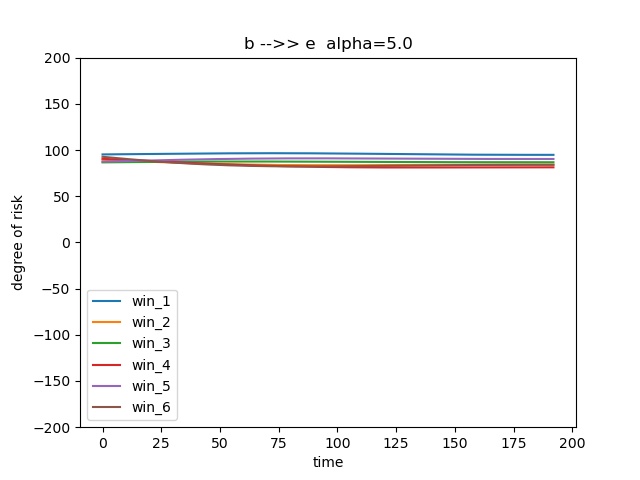 b -->> e  alpha=5.0
200
150
100
50
0
−50
−100
−150
−200
degree of risk
win_1
win_2
win_3
win_4
win_5
win_6
0 25 50 75 100 125 150 175 200
time